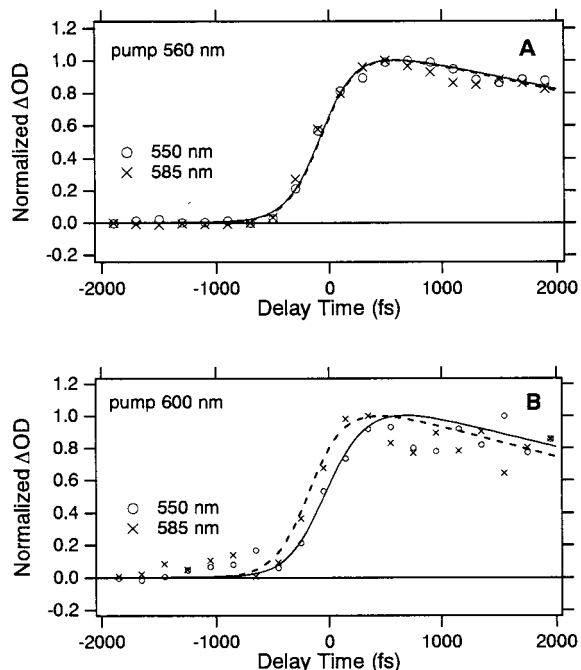 1.2
1.0
0.8
0.6
0.4
0.2
0.0
-0.2
Normalized ΔOD
pump 560 nm
A
○ 550 nm
× 585 nm
-2000 -1000 0 1000 2000
Delay Time (fs)
1.2
1.0
0.8
0.6
0.4
0.2
0.0
-0.2
Normalized ΔOD
pump 600 nm
B
○ 550 nm
× 585 nm
-2000 -1000 0 1000 2000
Delay Time (fs)